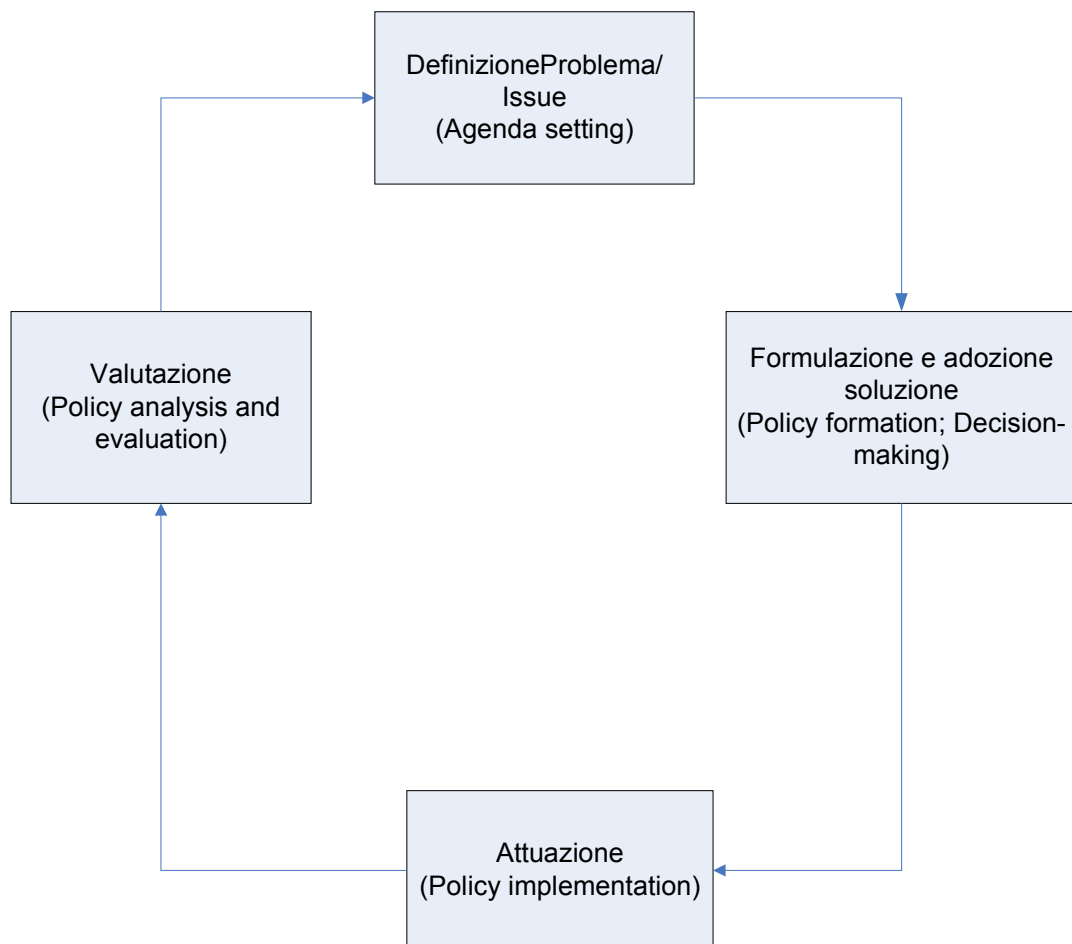 DefinizioneProblema/
Issue
(Agenda setting)
Formulazione e adozione
soluzione
(Policy formation; Decision-
making)
Valutazione
(Policy analysis and
evaluation)
Attuazione
(Policy implementation)